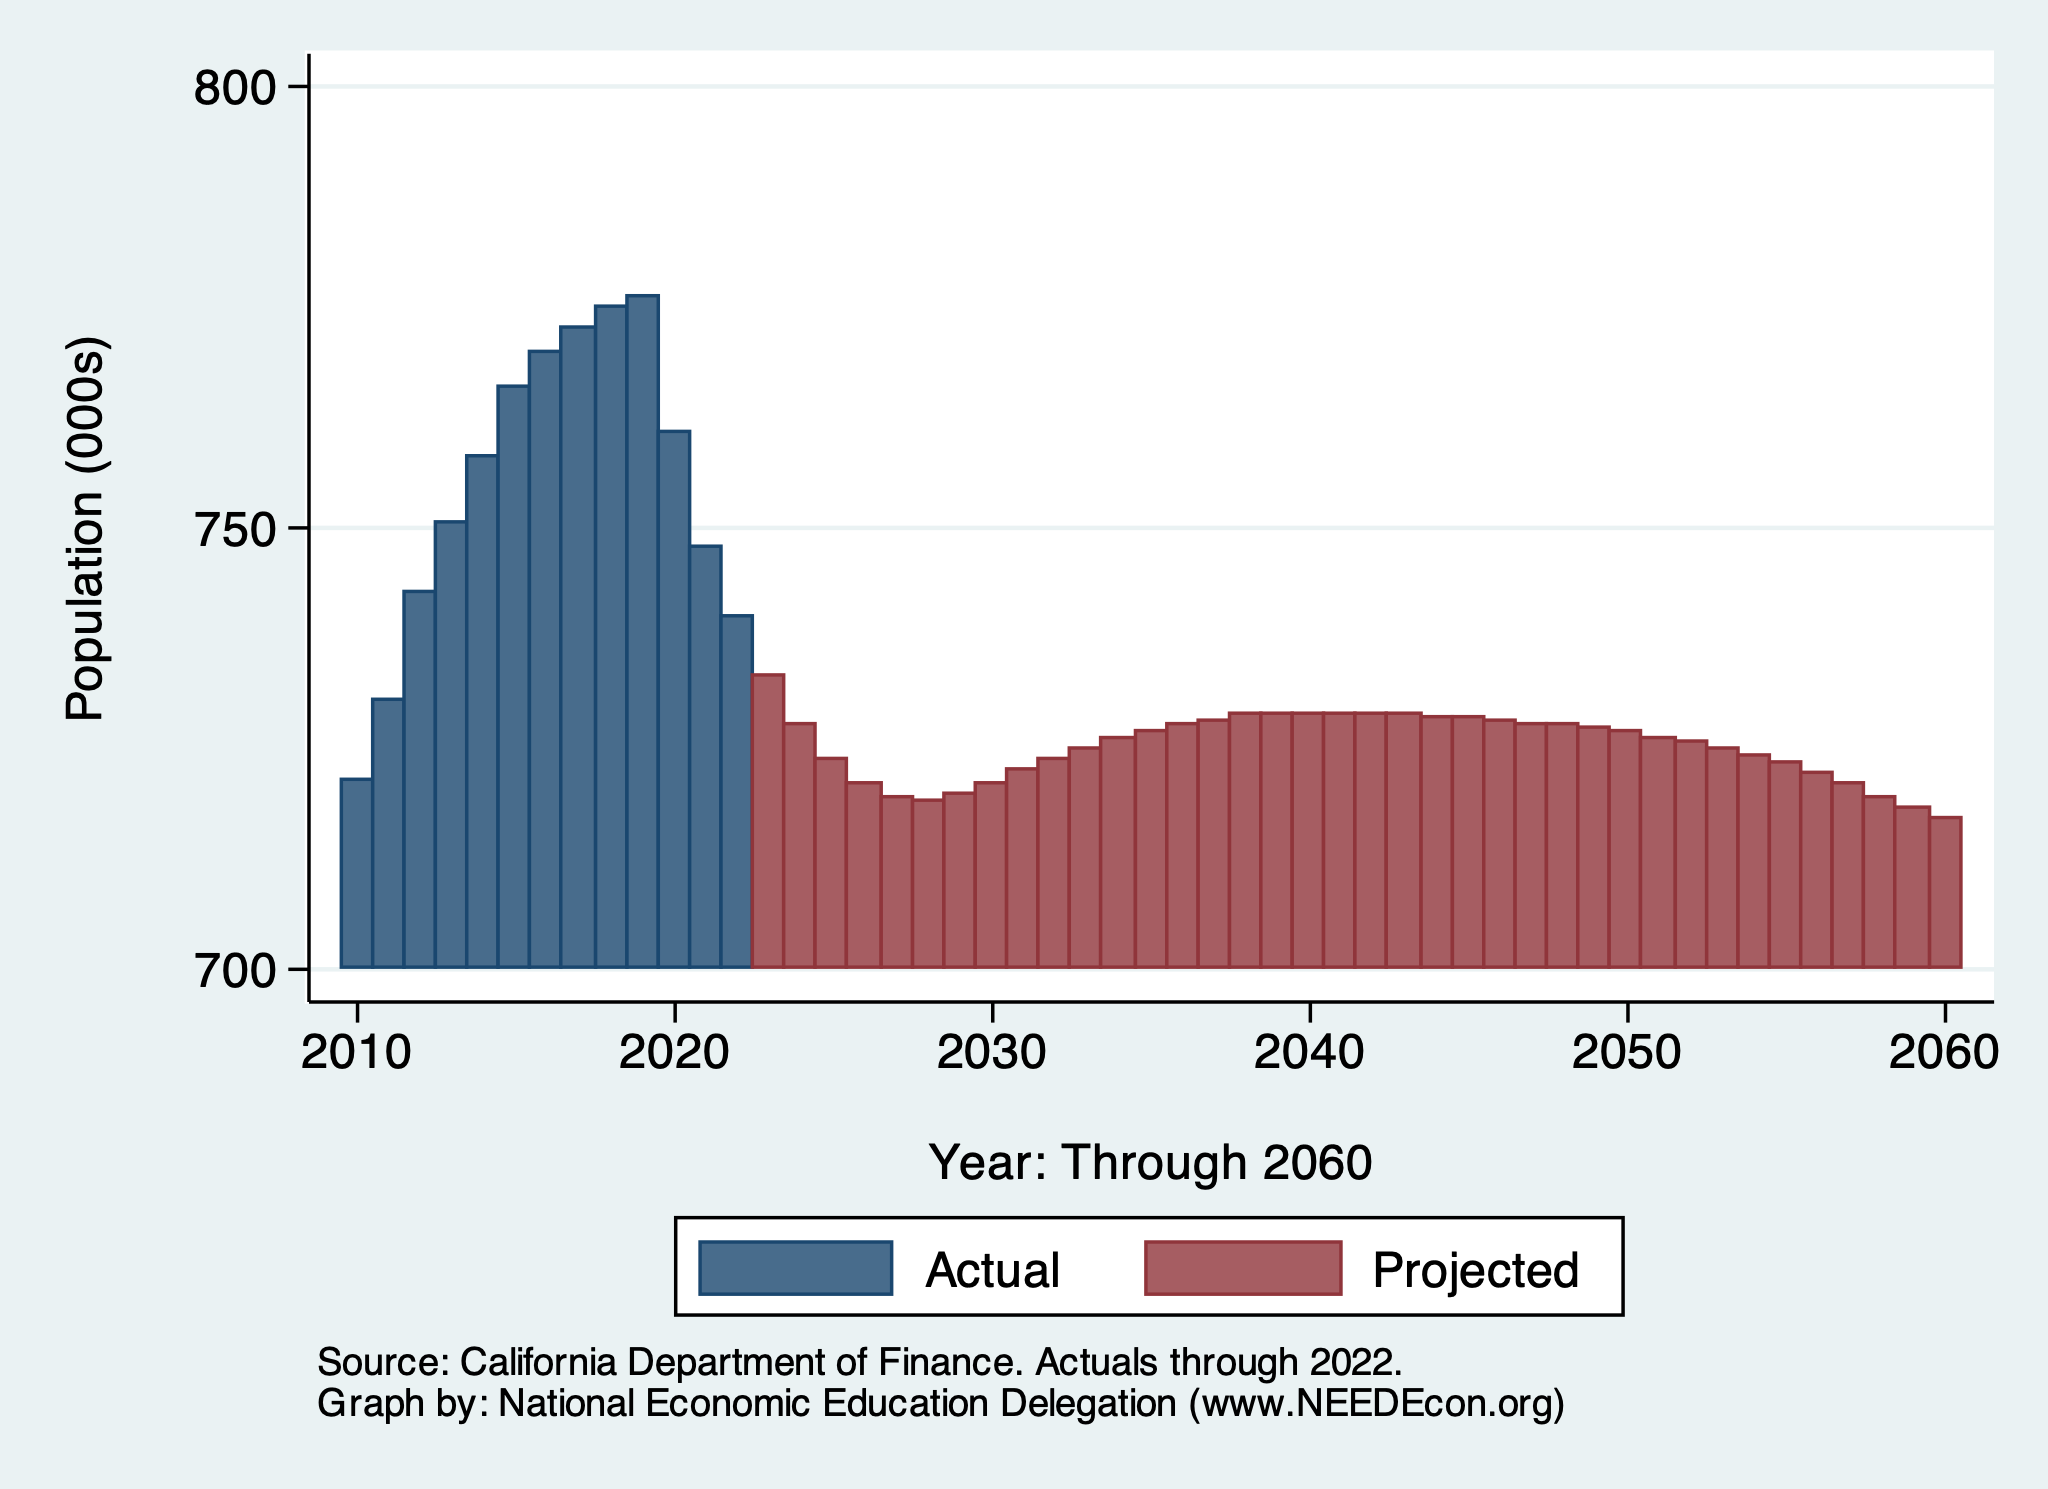 800
750
700
Population (000s)
2010 2020 2030 2040 2050 2060
Year: Through 2060
Actual Projected
Source: California Department of Finance. Actuals through 2022.
Graph by: National Economic Education Delegation (www.NEEDEcon.org)